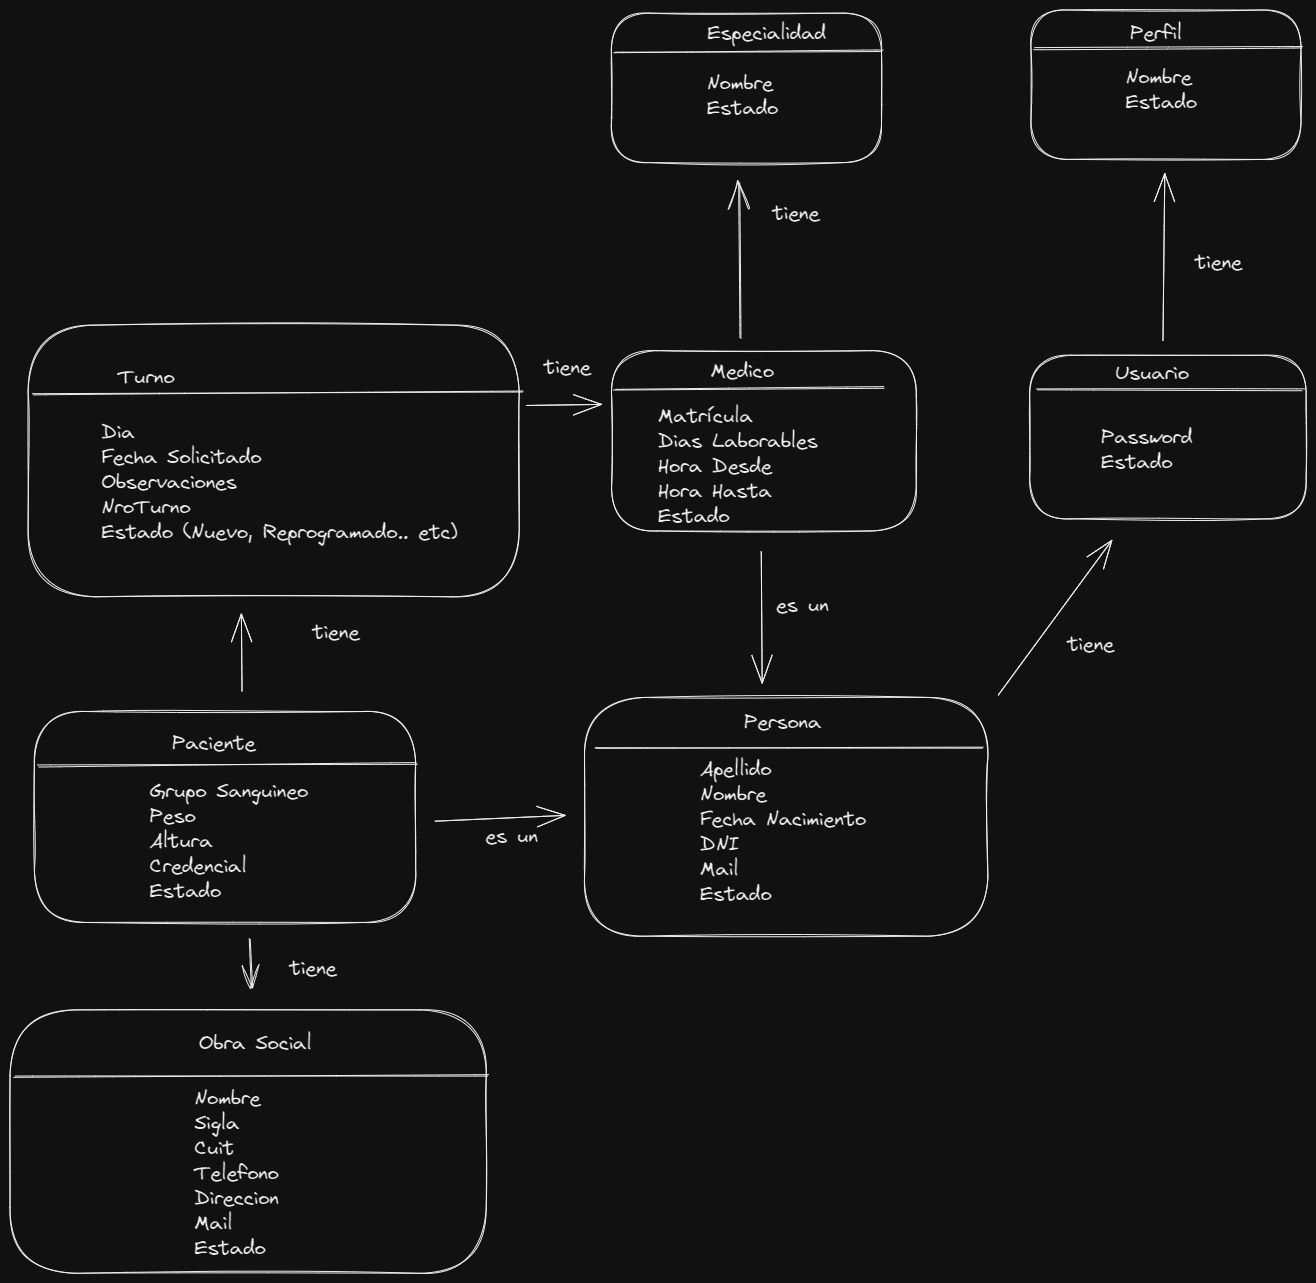 Especialidad
Nombre
Estado
Perfil
Nombre
Estado
tiene
tiene
Turno
Dia
Fecha Solicitado
Observaciones
NroTurno
Estado (Nuevo, Reprogramado.. etc)
tiene
Medico
Matrícula
Dias Laborables
Hora Desde
Hora Hasta
Estado
Usuario
Password
Estado
tiene
es un
tiene
Paciente
Grupo Sanguineo
Peso
Altura
Credencial
Estado
es un
Persona
Apellido
Nombre
Fecha Nacimiento
DNI
Mail
Estado
tiene
Obra Social
Nombre
Sigla
Cuit
Telefono
Direccion
Mail
Estado